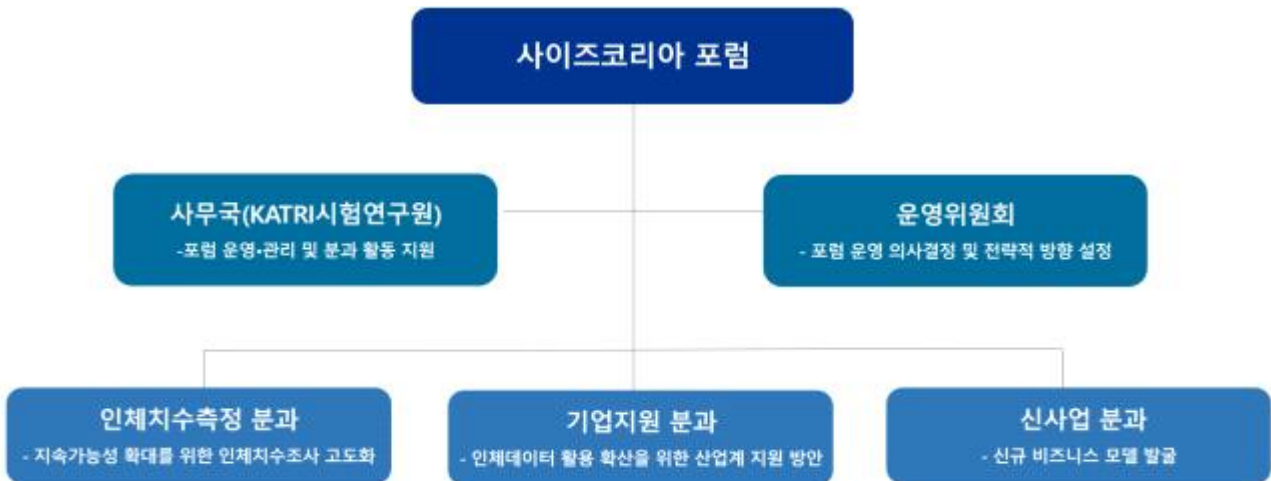 사이즈코리아 포럼
사무국(KATRI시험연구원)
-포럼 운영•관리 및 분과 활동 지원
운영위원회
- 포럼 운영 의사결정 및 전략적 방향 설정
인체치수측정 분과
- 지속가능성 확대를 위한 인체치수조사 고도화
기업지원 분과
- 인체데이터 활용 확산을 위한 산업계 지원 방안
신사업 분과
- 신규 비즈니스 모델 발굴